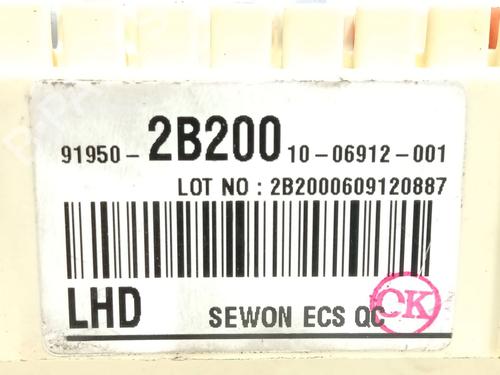 91950-2B200 10-06912-001
LOT NO : 2B2000609120887
LHD SEWON ECS QC OK